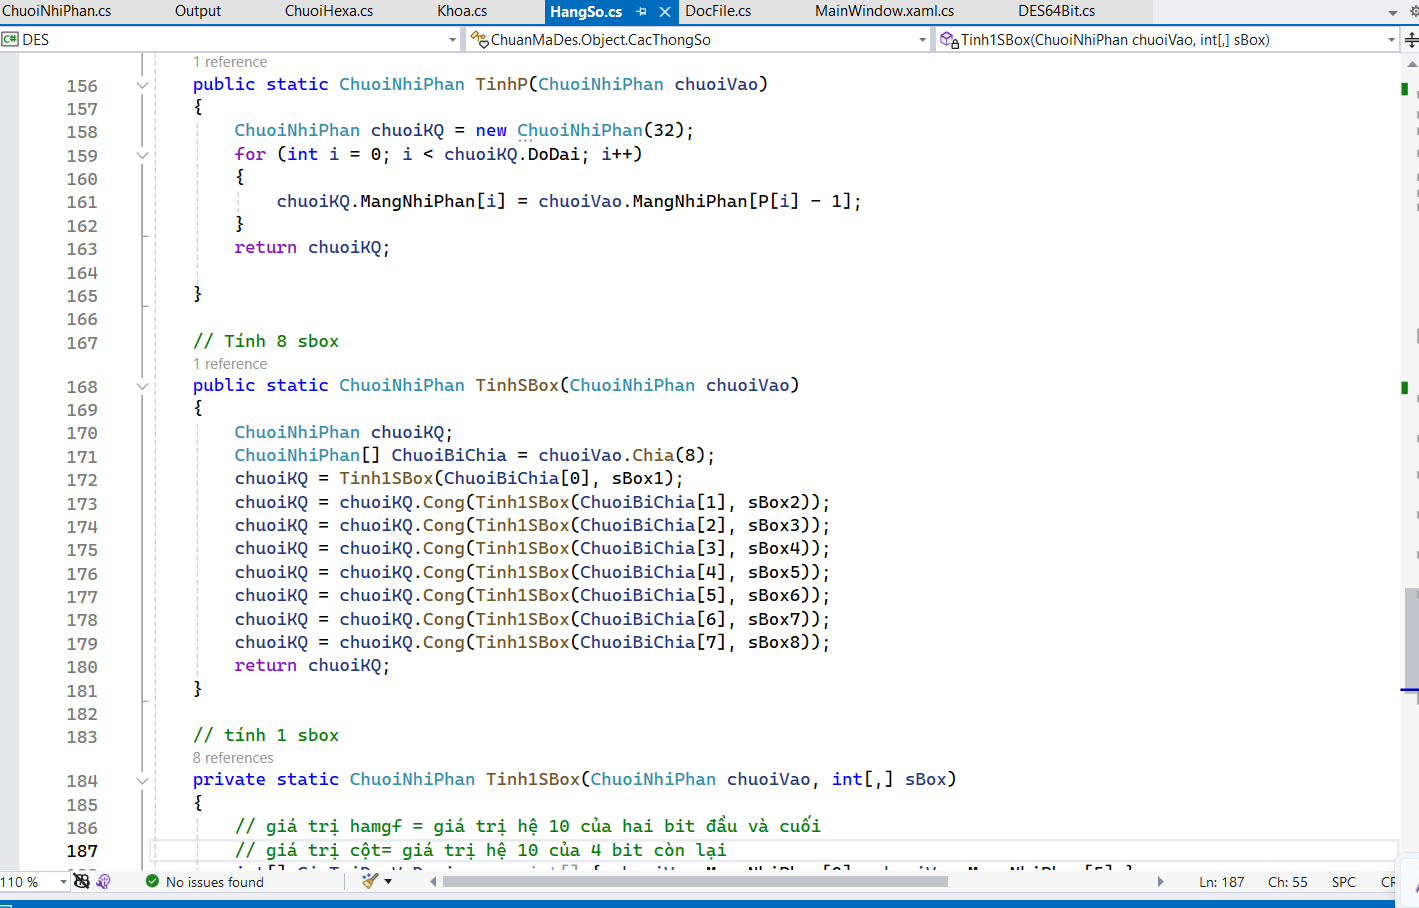 ChuoiNhiPhan.cs Output ChuoiHexa.cs Khoa.cs HangSo.cs DocFile.cs MainWindow.xaml.cs DES64Bit.cs
C# DES ChuanMaDes.Object.CacThongSo Tinh1SBox(ChuoiNhiPhan chuoiVao, int[,] sBox)
1 reference
156 public static ChuoiNhiPhan TinhP(ChuoiNhiPhan chuoiVao)
157 {
158 ChuoiNhiPhan chuoiKQ = new ChuoiNhiPhan(32);
159 for (int i = 0; i < chuoiKQ.DoDai; i++)
160 {
161 chuoiKQ.MangNhiPhan[i] = chuoiVao.MangNhiPhan[P[i] - 1];
162 }
163 return chuoiKQ;
164
165 }
166
167 // Tính 8 sbox
1 reference
168 public static ChuoiNhiPhan TinhSBox(ChuoiNhiPhan chuoiVao)
169 {
170 ChuoiNhiPhan chuoiKQ;
171 ChuoiNhiPhan[] ChuoiBiChia = chuoiVao.Chia(8);
172 chuoiKQ = Tinh1SBox(ChuoiBiChia[0], sBox1);
173 chuoiKQ = chuoiKQ.Cong(Tinh1SBox(ChuoiBiChia[1], sBox2));
174 chuoiKQ = chuoiKQ.Cong(Tinh1SBox(ChuoiBiChia[2], sBox3));
175 chuoiKQ = chuoiKQ.Cong(Tinh1SBox(ChuoiBiChia[3], sBox4));
176 chuoiKQ = chuoiKQ.Cong(Tinh1SBox(ChuoiBiChia[4], sBox5));
177 chuoiKQ = chuoiKQ.Cong(Tinh1SBox(ChuoiBiChia[5], sBox6));
178 chuoiKQ = chuoiKQ.Cong(Tinh1SBox(ChuoiBiChia[6], sBox7));
179 chuoiKQ = chuoiKQ.Cong(Tinh1SBox(ChuoiBiChia[7], sBox8));
180 return chuoiKQ;
181 }
182
183 // tính 1 sbox
8 references
184 private static ChuoiNhiPhan Tinh1SBox(ChuoiNhiPhan chuoiVao, int[,] sBox)
185 {
186 // giá trị hamgf = giá trị hệ 10 của hai bit đầu và cuối
187 // giá trị cột= giá trị hệ 10 của 4 bit còn lại
110 % No issues found Ln: 187 Ch: 55 SPC